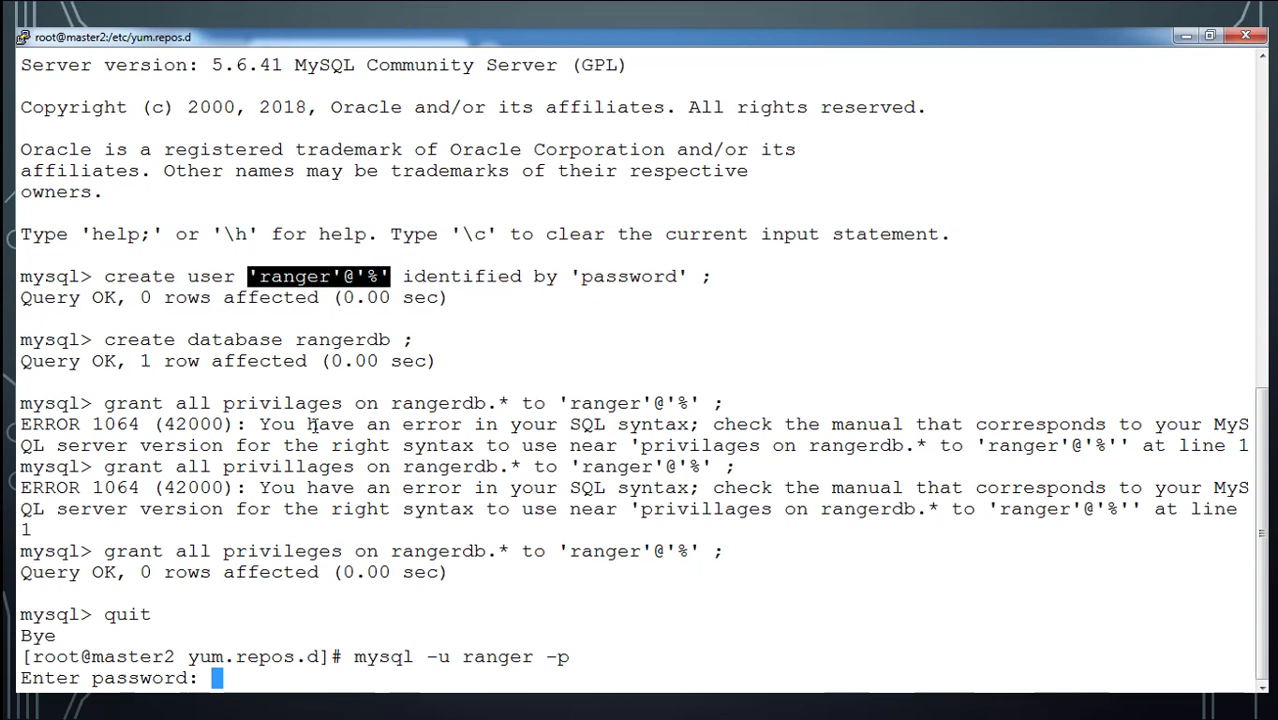 root@master2:/etc/yum.repos.d
Server version: 5.6.41 MySQL Community Server (GPL)
Copyright (c) 2000, 2018, Oracle and/or its affiliates. All rights reserved.
Oracle is a registered trademark of Oracle Corporation and/or its
affiliates. Other names may be trademarks of their respective
owners.
Type 'help;' or '\h' for help. Type '\c' to clear the current input statement.
mysql> create user 'ranger'@'%' identified by 'password' ;
Query OK, 0 rows affected (0.00 sec)
mysql> create database rangerdb ;
Query OK, 1 row affected (0.00 sec)
mysql> grant all privilages on rangerdb.* to 'ranger'@'%' ;
ERROR 1064 (42000): You have an error in your SQL syntax; check the manual that corresponds to your MyS
QL server version for the right syntax to use near 'privilages on rangerdb.* to 'ranger'@'%'' at line 1
mysql> grant all privillages on rangerdb.* to 'ranger'@'%' ;
ERROR 1064 (42000): You have an error in your SQL syntax; check the manual that corresponds to your MyS
QL server version for the right syntax to use near 'privillages on rangerdb.* to 'ranger'@'%'' at line
1
mysql> grant all privileges on rangerdb.* to 'ranger'@'%' ;
Query OK, 0 rows affected (0.00 sec)
mysql> quit
Bye
[root@master2 yum.repos.d]# mysql -u ranger -p
Enter password: